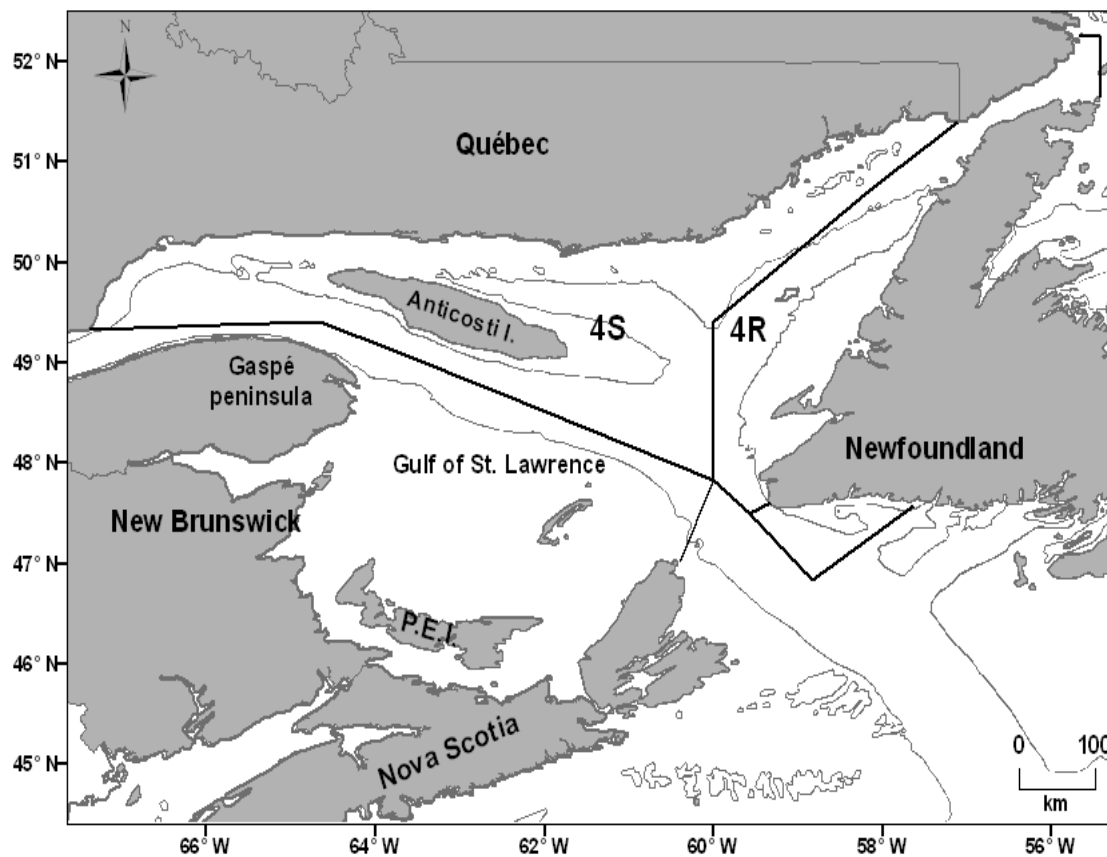 N
52° N
51° N
50° N
49° N
48° N
47° N
46° N
45° N
Québec
Anticosti I.
4S
4R
Gaspé
peninsula
Gulf of St. Lawrence
Newfoundland
New Brunswick
P.E.I.
Nova Scotia
0 100
km
66° W 64° W 62° W 60° W 58° W 56° W